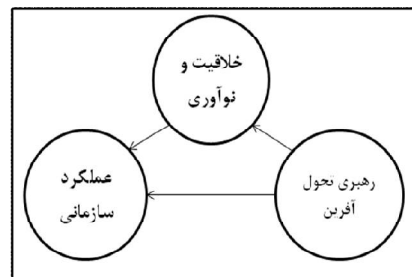 خلاقیت و
نوآوری
رهبری تحول
آفرین
عملکرد
سازمانی